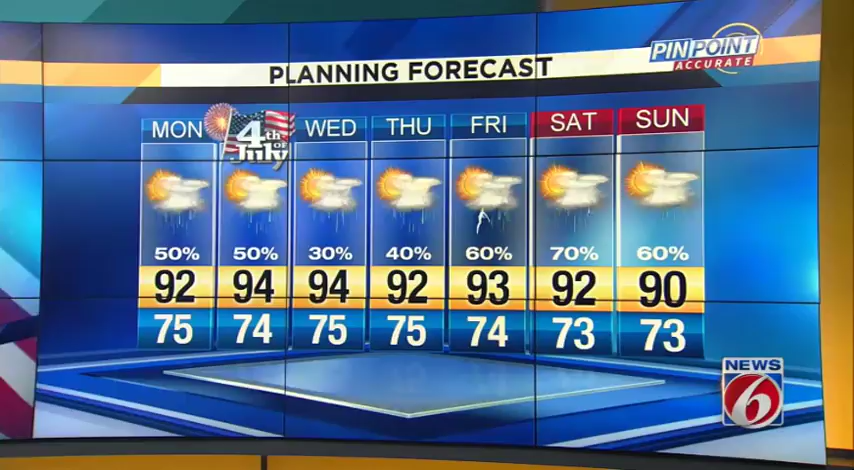 PLANNING FORECAST
PINPOINT
ACCURATE
MON 4th of July WED THU FRI SAT SUN
50% 50% 30% 40% 60% 70% 60%
92 94 94 92 93 92 90
75 74 75 75 74 73 73
NEWS
6